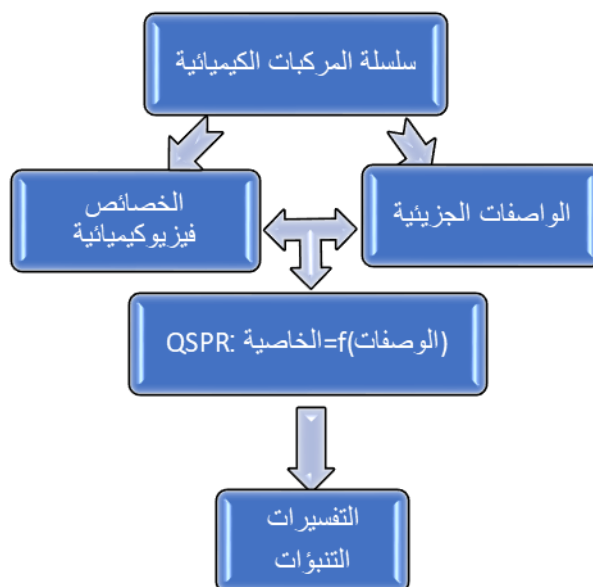 سلسلة المركبات الكيميائية
الواصفات الجزيئية
الخصائص
فيزيوكيميائية
QSPR: الخاصية=f(الوصفات)
التفسيرات
التنبؤات